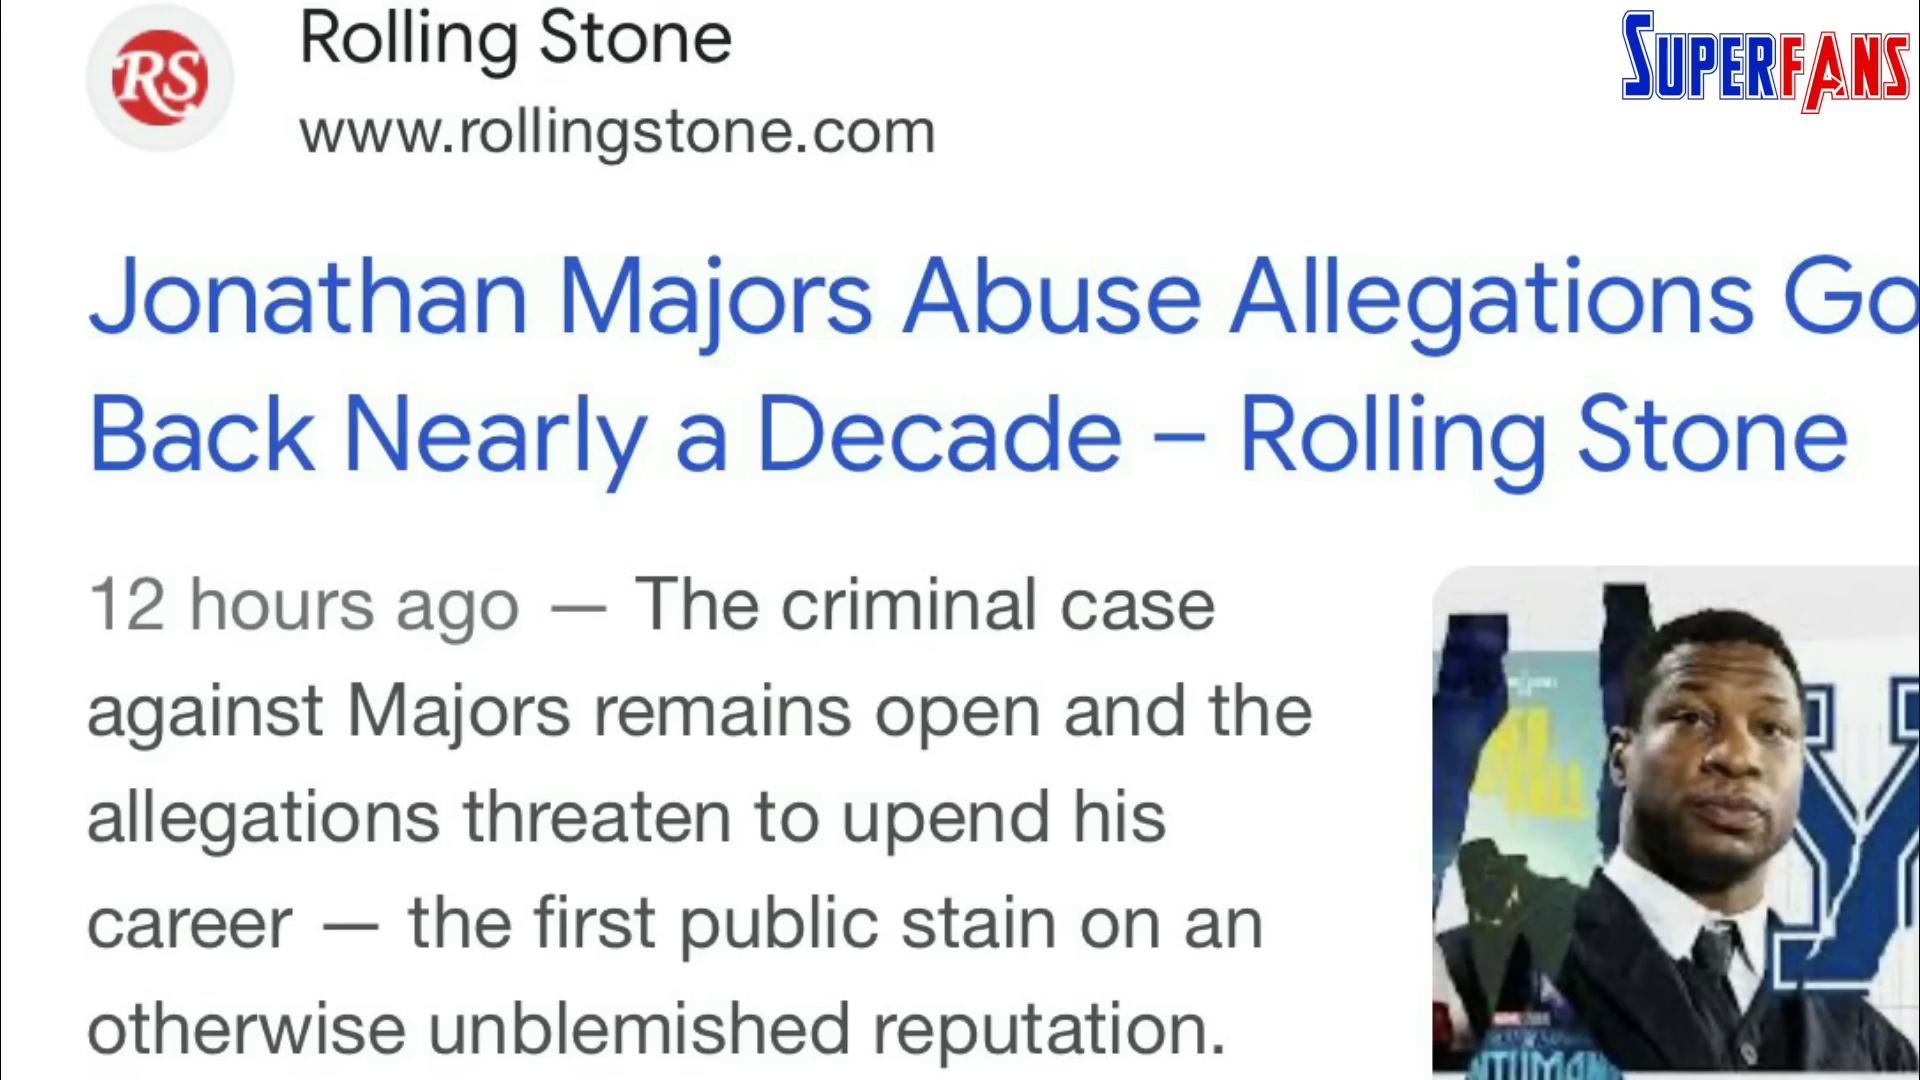 RS
Rolling Stone
SUPERFANS
www.rollingstone.com
Jonathan Majors Abuse Allegations Go
Back Nearly a Decade – Rolling Stone
12 hours ago — The criminal case
against Majors remains open and the
allegations threaten to upend his
career — the first public stain on an
otherwise unblemished reputation.
Y